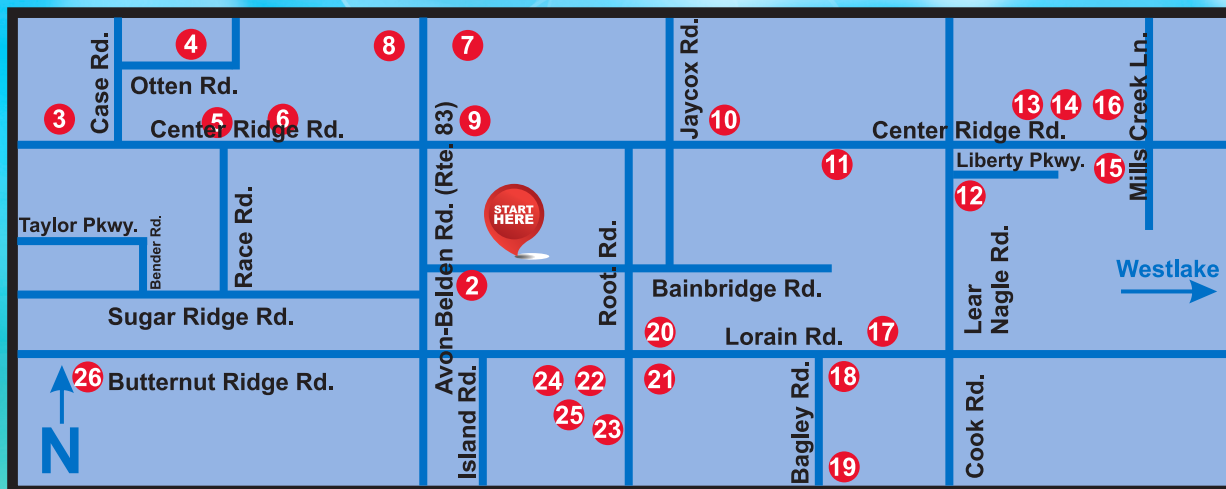 8
7
4
Case Rd.
Otten Rd.
Jaycox Rd.
Mills Creek Ln.
3
5
6
9
10
13
14
16
Center Ridge Rd.
Center Ridge Rd.
Avon-Belden Rd. (Rte. 83)
11
Liberty Pkwy.
15
12
START
HERE
Taylor Pkwy.
Bender Rd.
Race Rd.
Root. Rd.
2
Bainbridge Rd.
Lear
Nagle Rd.
Westlake
Sugar Ridge Rd.
20
Lorain Rd.
17
26
Butternut Ridge Rd.
Island Rd.
24
22
21
18
25
23
Bagley Rd.
Cook Rd.
19
N